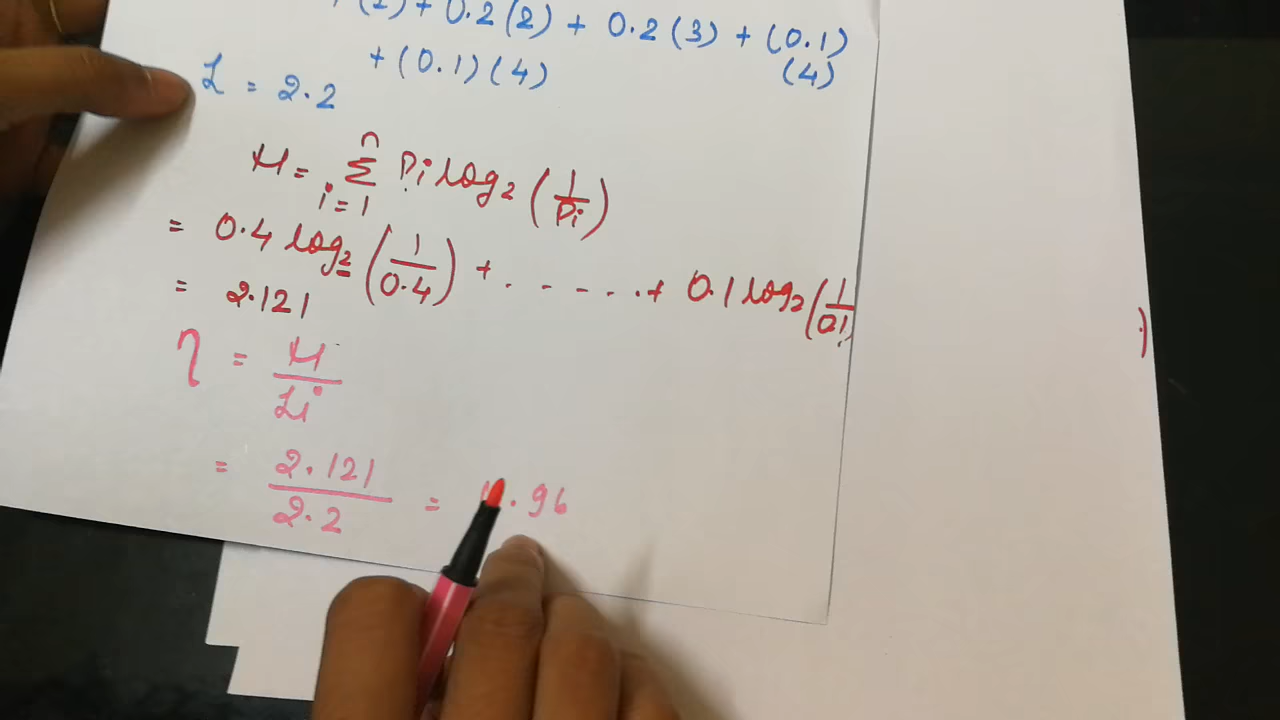 (1) + 0.2 (2) + 0.2 (3) + (0.1)
+ (0.1) (4) (4)
L = 2.2
H = n Σ i=1 Pi log2 (1/Pi)
= 0.4 log2 (1/0.4) + . . . . . . + 0.1 log2 (1/0.1)
= 2.121
η = H/Li
= 2.121/2.2 = .96
)